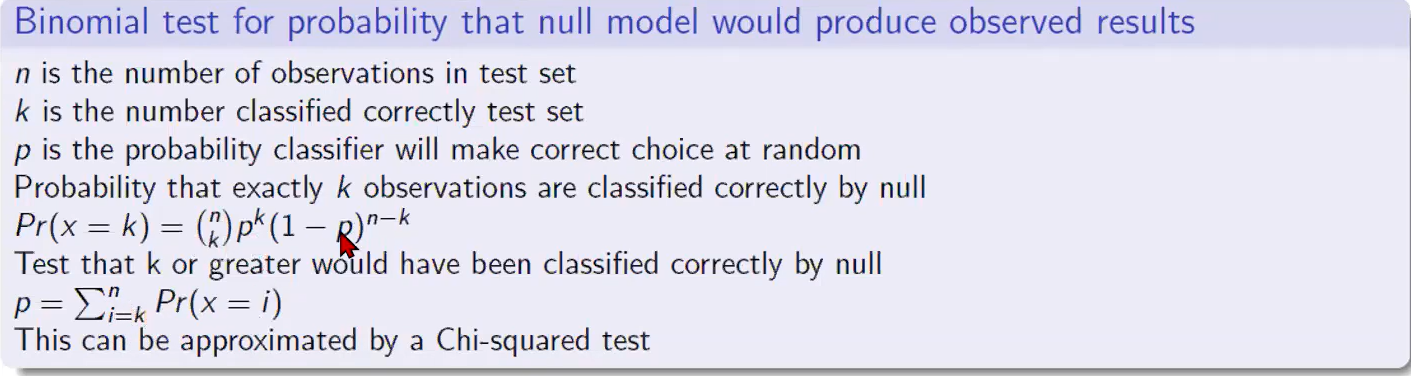 Binomial test for probability that null model would produce observed results
n is the number of observations in test set
k is the number classified correctly test set
p is the probability classifier will make correct choice at random
Probability that exactly k observations are classified correctly by null
Pr(x = k) = (n k) p^k (1 − p)^{n−k}
Test that k or greater would have been classified correctly by null
p = ∑_{i=k}^n Pr(x = i)
This can be approximated by a Chi-squared test